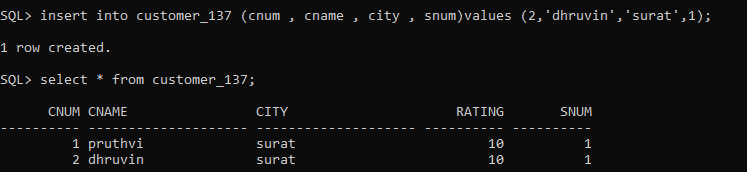 SQL> insert into customer_137 (cnum , cname , city , snum)values (2,'dhruvin','surat',1);
1 row created.
SQL> select * from customer_137;
CNUM CNAME                CITY                     RATING       SNUM
---------- -------------------- -------------------- ---------- ----------
1 pruthvi              surat                        10          1
2 dhruvin              surat                        10          1